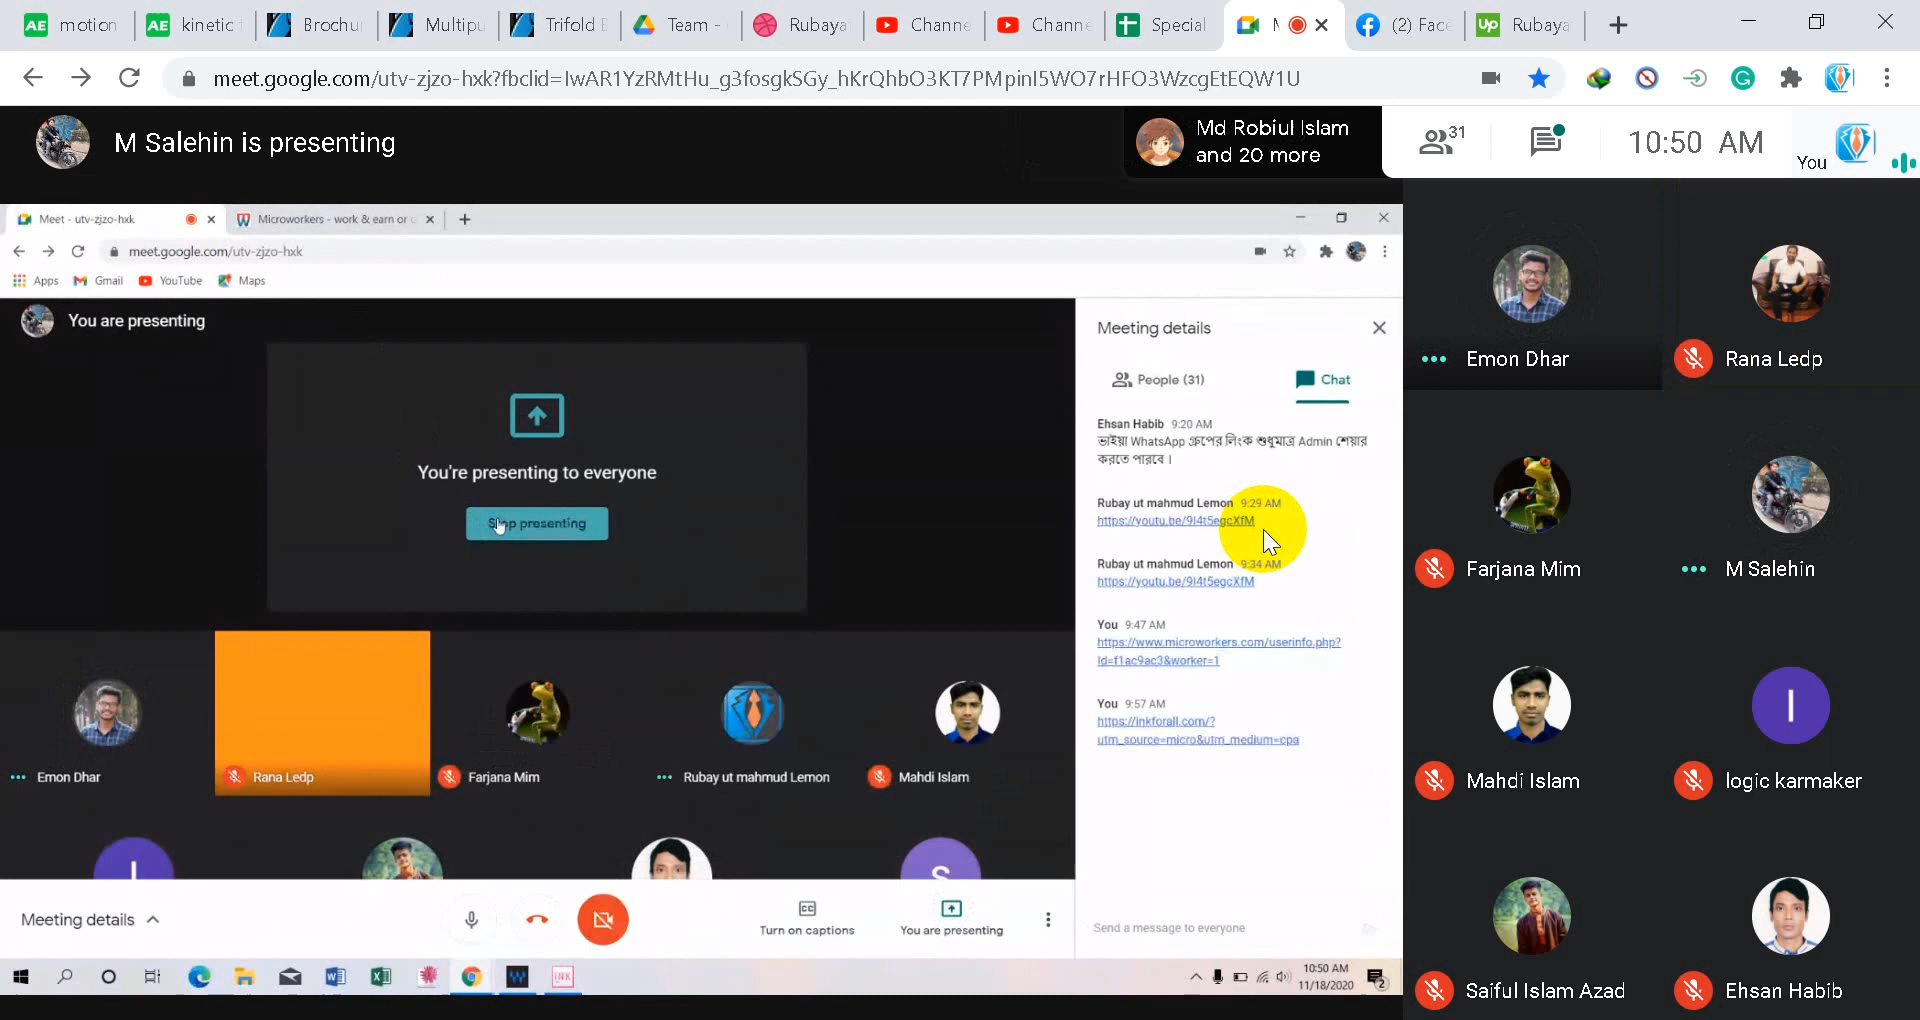 motion
kinetic
Brochu
Multipu
Trifold B
Team -
Rubaya
Channe
Channe
Special
(2) Face
Rubaya
meet.google.com/utv-zjzo-hxk?fbclid=IwAR1YzRMtHu_g3fosgkSGy_hKrQhbO3KT7PMpinI5WO7rHFO3WzcgEtEQW1U
M Salehin is presenting
Md Robiul Islam
and 20 more
31
10:50 AM
You
Meet - utv-zjzo-hxk
Microworkers - work & earn or
meet.google.com/utv-zjzo-hxk
Apps
Gmail
YouTube
Maps
You are presenting
You're presenting to everyone
Stop presenting
Meeting details
People (31)
Chat
Ehsan Habib 9:20 AM
ভাইয়া WhatsApp গ্রুপের লিংক শুধুমাত্র Admin শেয়ার
করতে পারবে।
Rubay ut mahmud Lemon 9:29 AM
https://youtu.be/9l4t5egcXfM
Rubay ut mahmud Lemon 9:34 AM
https://youtu.be/9l4t5egcXfM
You 9:47 AM
https://www.microworkers.com/userinfo.php?
Id=f1ac9ac3&worker=1
You 9:57 AM
https://inkforall.com/?
utm_source=micro&utm_medium=cpa
Send a message to everyone
Emon Dhar
Rana Ledp
Farjana Mim
Rubay ut mahmud Lemon
Mahdi Islam
I
S
Meeting details
Turn on captions
You are presenting
INK
10:50 AM
11/18/2020
2
Emon Dhar
Rana Ledp
Farjana Mim
M Salehin
I
Mahdi Islam
logic karmaker
Saiful Islam Azad
Ehsan Habib